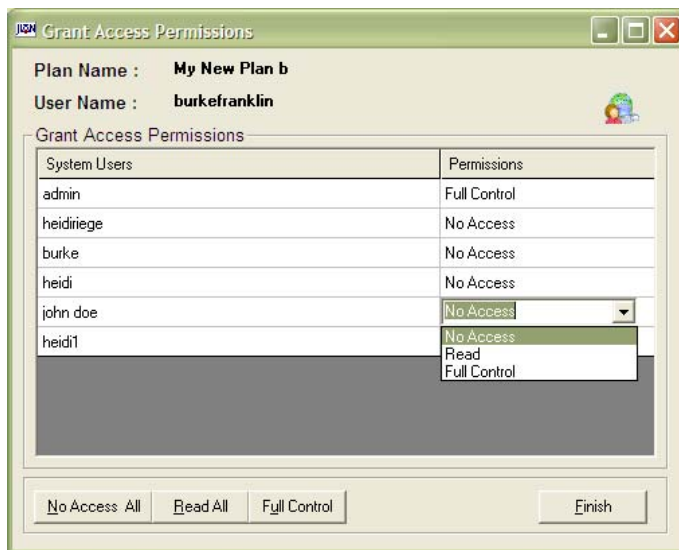 Grant Access Permissions
Plan Name : My New Plan b
User Name : burkefranklin
Grant Access Permissions
System Users Permissions
admin Full Control
heidiriege No Access
burke No Access
heidi No Access
john doe No Access
heidi1 No Access
Read
Full Control
No Access All Read All Full Control Finish